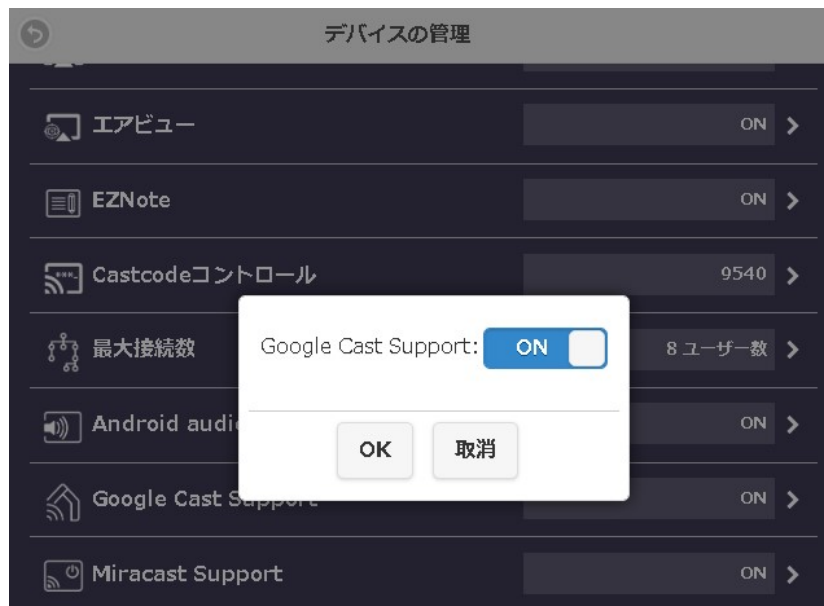 デバイスの管理
エアビュー ON
EZNote ON
Castcodeコントロール 9540
最大接続数 8 ユーザー数
Google Cast Support: ON
OK 取消
Android audi ON
Google Cast Support ON
Miracast Support ON